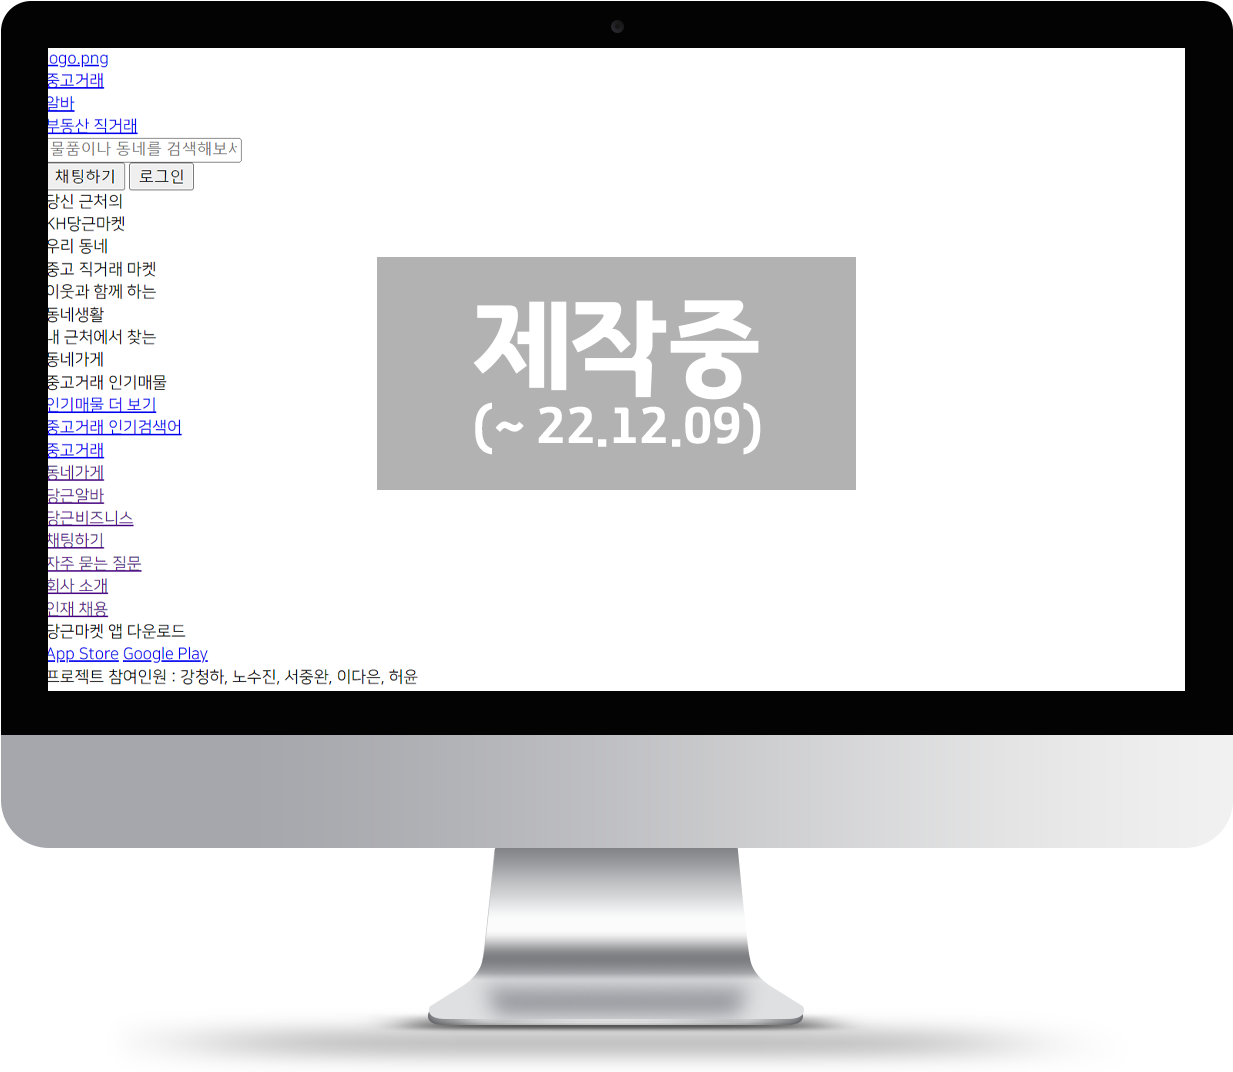 logo.png
중고거래
알바
부동산 직거래
물품이나 동네를 검색해보
채팅하기 로그인
당신 근처의
KH당근마켓
우리 동네
중고 직거래 마켓
이웃과 함께 하는
동네생활
내 근처에서 찾는
동네가게
중고거래 인기매물
인기매물 더 보기
중고거래 인기검색어
중고거래
동네가게
당근알바
당근비즈니스
채팅하기
자주 묻는 질문
회사 소개
인재 채용
당근마켓 앱 다운로드
App Store Google Play
프로젝트 참여인원 : 강청하, 노수진, 서중완, 이다은, 허윤
제작중
(~ 22.12.09)